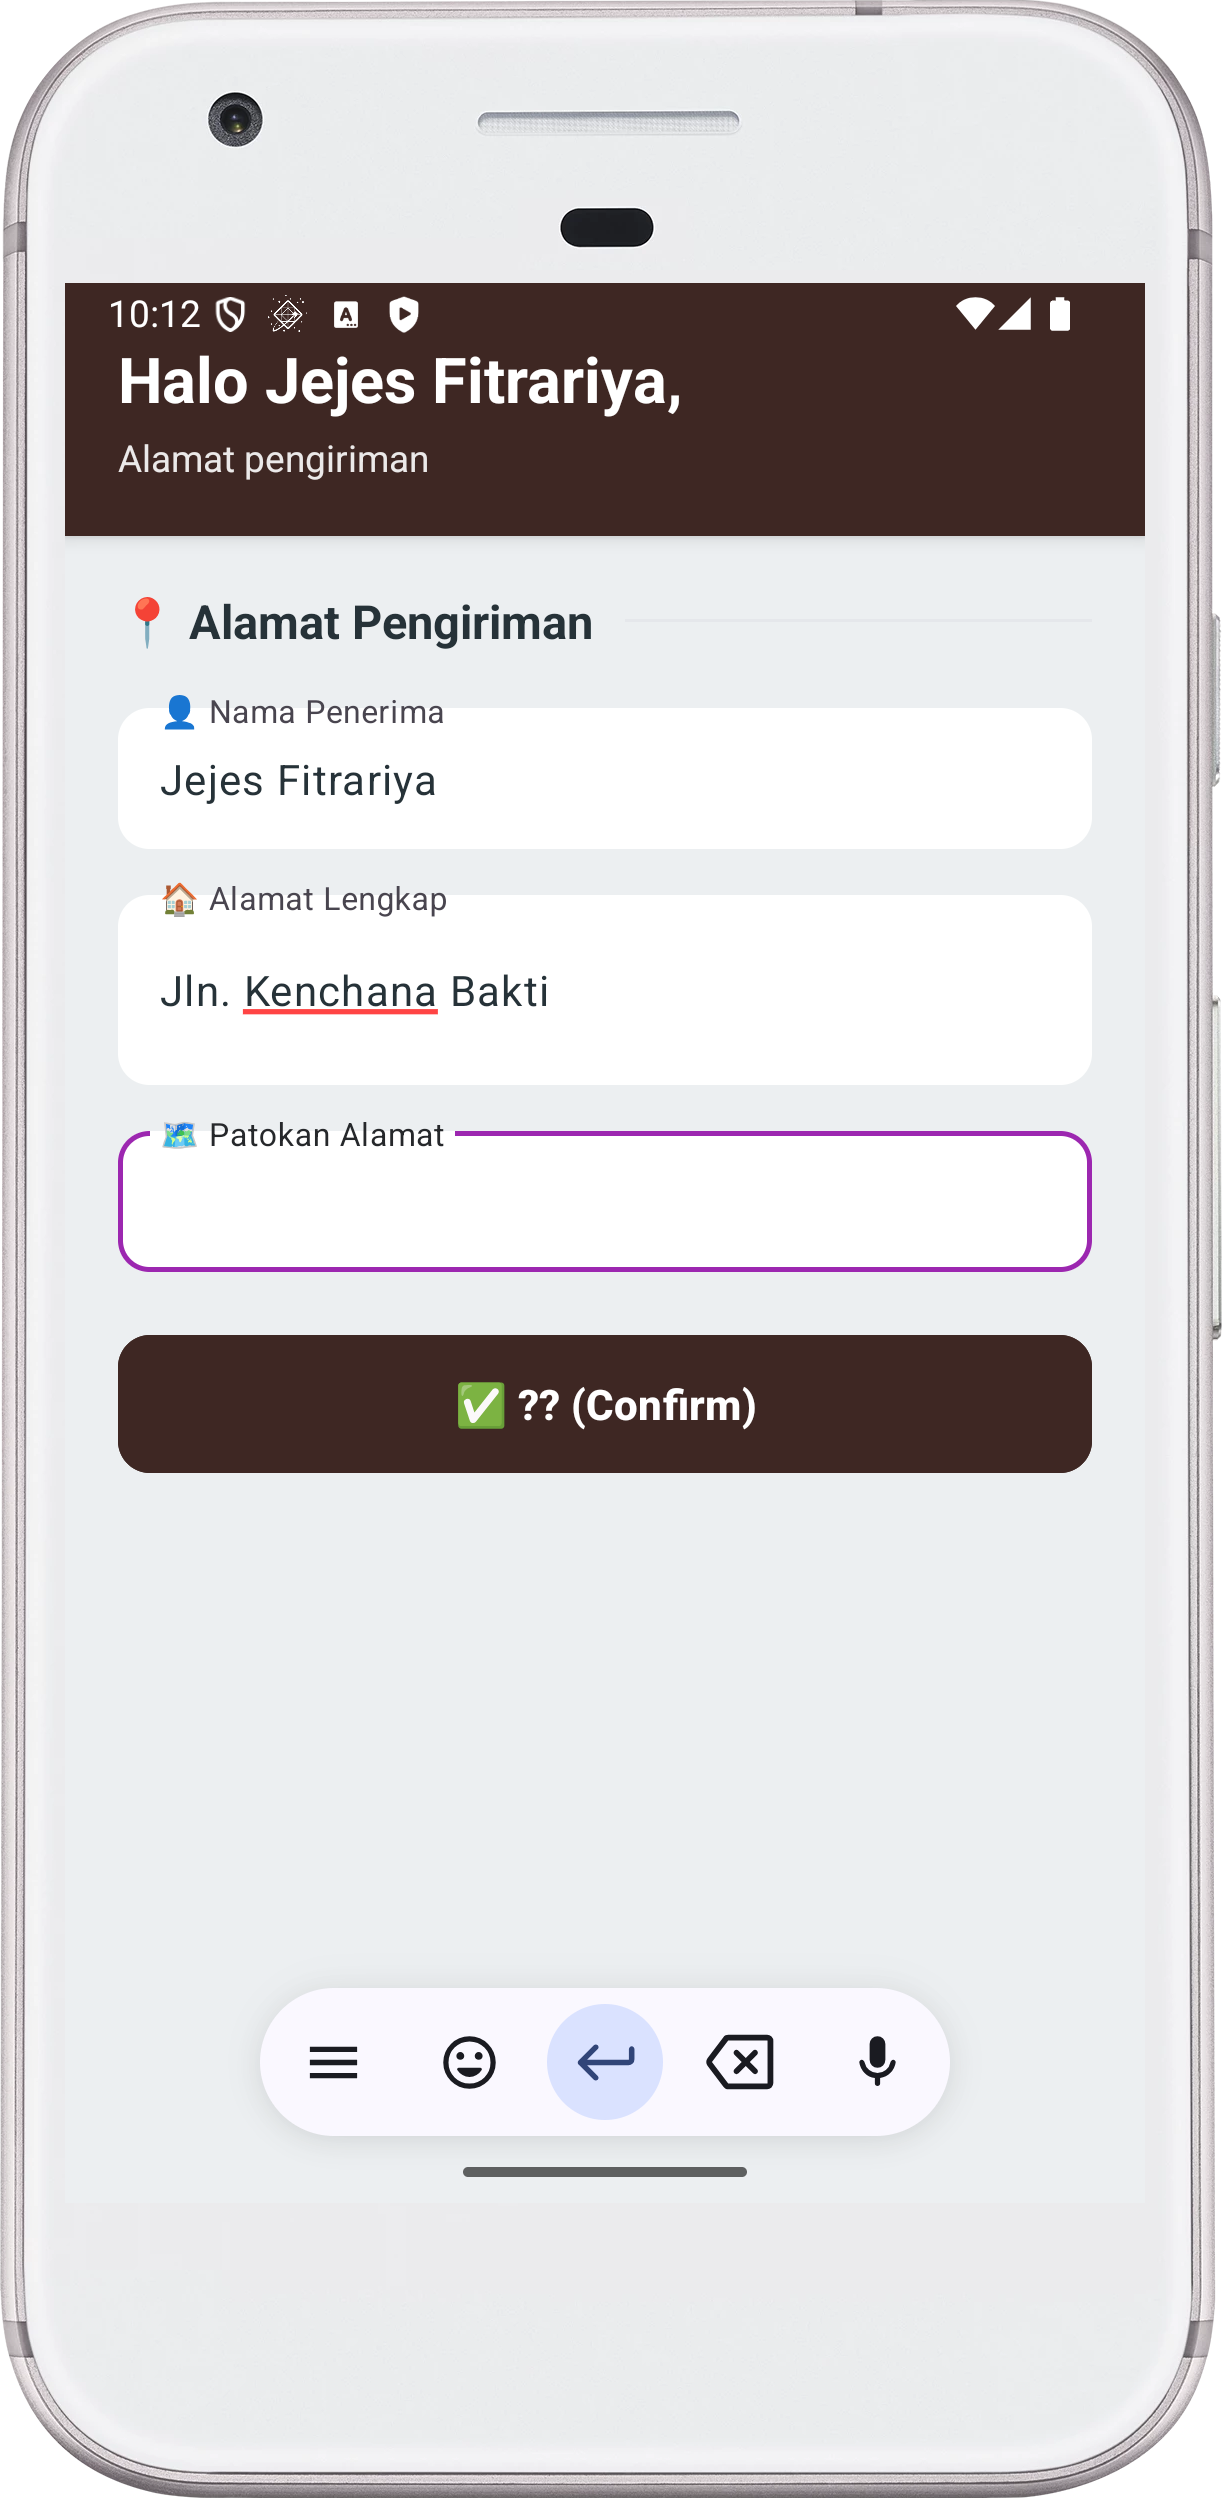 10:12
Halo Jejes Fitrariya,
Alamat pengiriman
📍 Alamat Pengiriman
👤 Nama Penerima
Jejes Fitrariya
🏠 Alamat Lengkap
Jln. Kenchana Bakti
🗺️ Patokan Alamat
✅ ?? (Confirm)